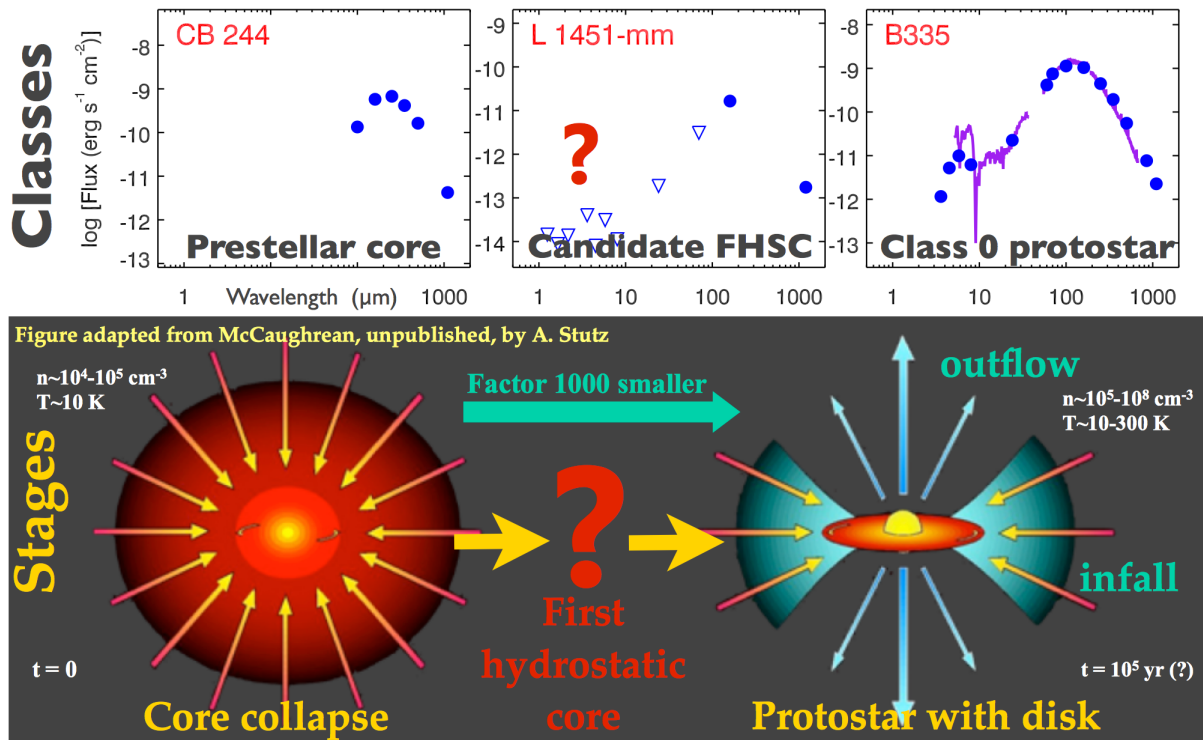 Classes
log [Flux (erg s⁻¹ cm⁻²)]
CB 244
-8
-9
-10
-11
-12
-13
Prestellar core
1
Wavelength (μm)
1000
L 1451-mm
-9
-10
-11
-12
-13
-14
?
Candidate FHSC
1
10
100
1000
B335
-8
-9
-10
-11
-12
-13
Class 0 protostar
1
10
100
1000
Figure adapted from McCaughrean, unpublished, by A. Stutz
Stages
n~10⁴-10⁵ cm⁻³
T~10 K
t = 0
Core collapse
Factor 1000 smaller
?
First
hydrostatic
core
outflow
n~10⁵-10⁸ cm⁻³
T~10-300 K
infall
t = 10⁵ yr (?)
Protostar with disk